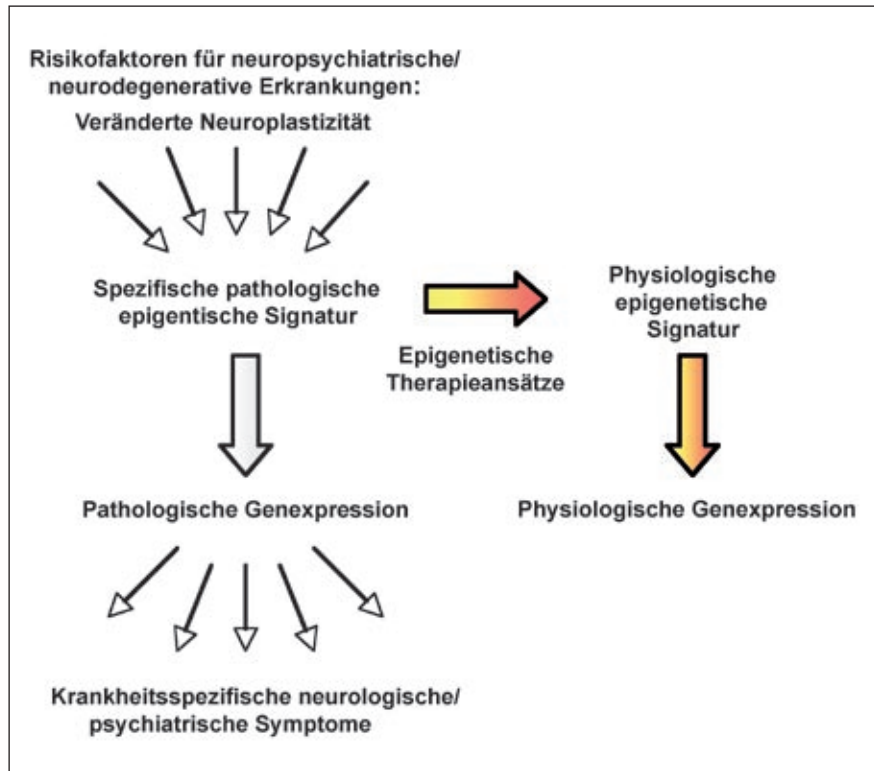 Risikofaktoren für neuropsychiatrische/
neurodegenerative Erkrankungen:
Veränderte Neuroplastizität
Spezifische pathologische
epigentische Signatur
Epigenetische
Therapieansätze
Physiologische
epigenetische
Signatur
Pathologische Genexpression
Physiologische Genexpression
Krankheitsspezifische neurologische/
psychiatrische Symptome